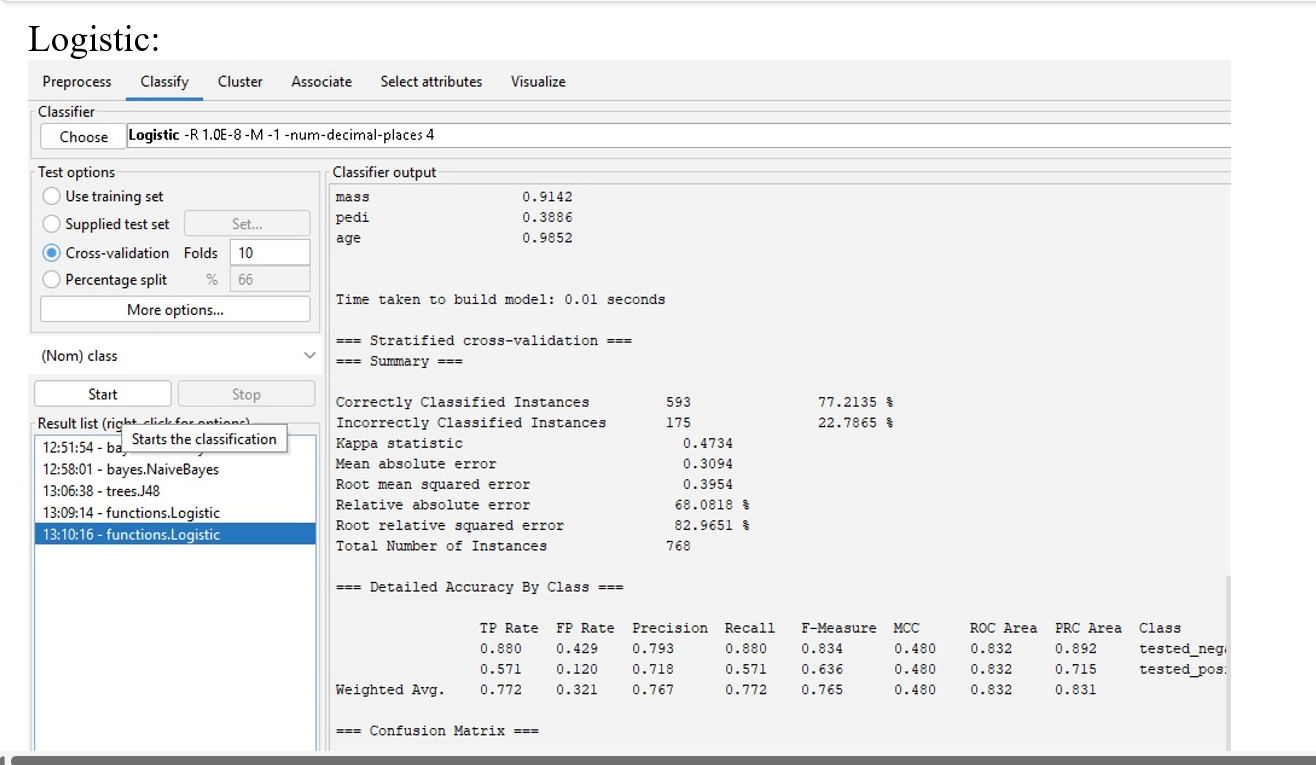 Logistic:
Preprocess Classify Cluster Associate Select attributes Visualize
Classifier
Choose Logistic -R 1.0E-8 -M -1 -num-decimal-places 4
Test options
Use training set
Supplied test set Set...
Cross-validation Folds 10
Percentage split % 66
More options...
(Nom) class
Start Stop
Result list (right-click for options)
Starts the classification
12:51:54 -
12:58:01 - bayes.NaiveBayes
13:06:38 - trees.J48
13:09:14 - functions.Logistic
13:10:16 - functions.Logistic
Classifier output
mass 0.9142
pedi 0.3886
age 0.9852
Time taken to build model: 0.01 seconds
=== Stratified cross-validation ===
=== Summary ===
Correctly Classified Instances 593 77.2135 %
Incorrectly Classified Instances 175 22.7865 %
Kappa statistic 0.4734
Mean absolute error 0.3094
Root mean squared error 0.3954
Relative absolute error 68.0818 %
Root relative squared error 82.9651 %
Total Number of Instances 768
=== Detailed Accuracy By Class ===
TP Rate FP Rate Precision Recall F-Measure MCC ROC Area PRC Area Class
0.880 0.429 0.793 0.880 0.834 0.480 0.832 0.892 tested_neg
0.571 0.120 0.718 0.571 0.636 0.480 0.832 0.715 tested_pos
Weighted Avg. 0.772 0.321 0.767 0.772 0.765 0.480 0.832 0.831
=== Confusion Matrix ===